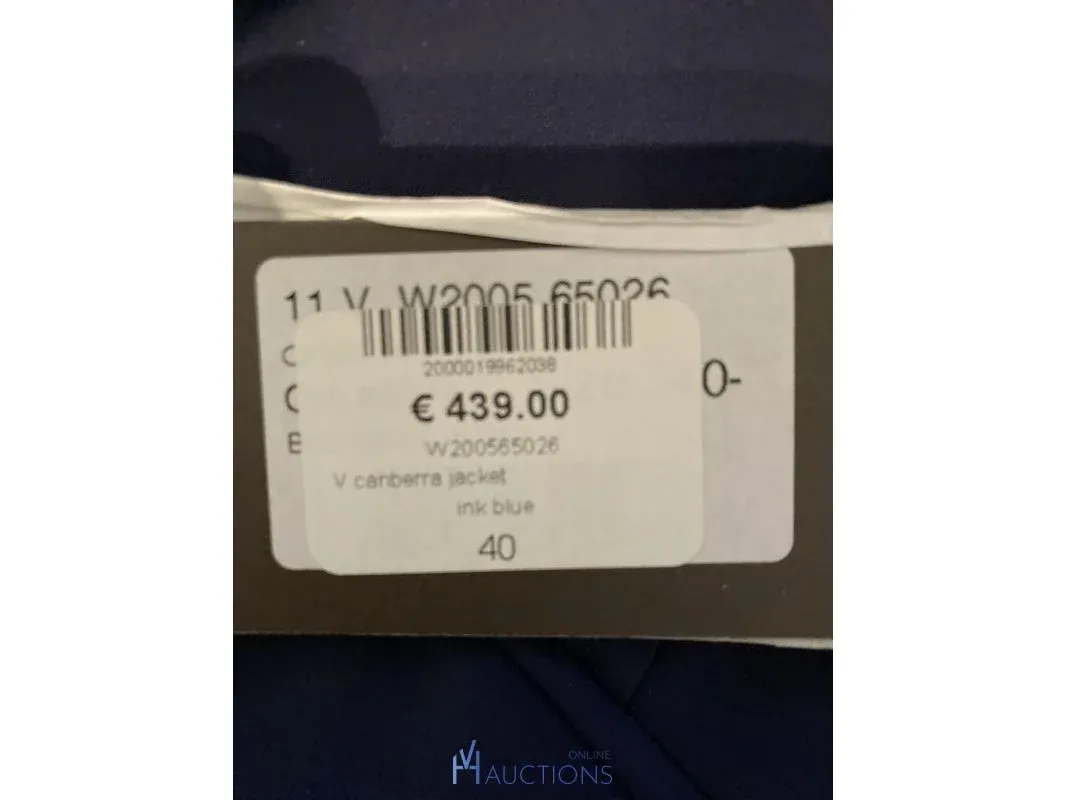 11 V W2005 65026
0-
2000019962038
€ 439.00
W200565026
V canberra jacket
ink blue
40
ONLINE
AUCTIONS